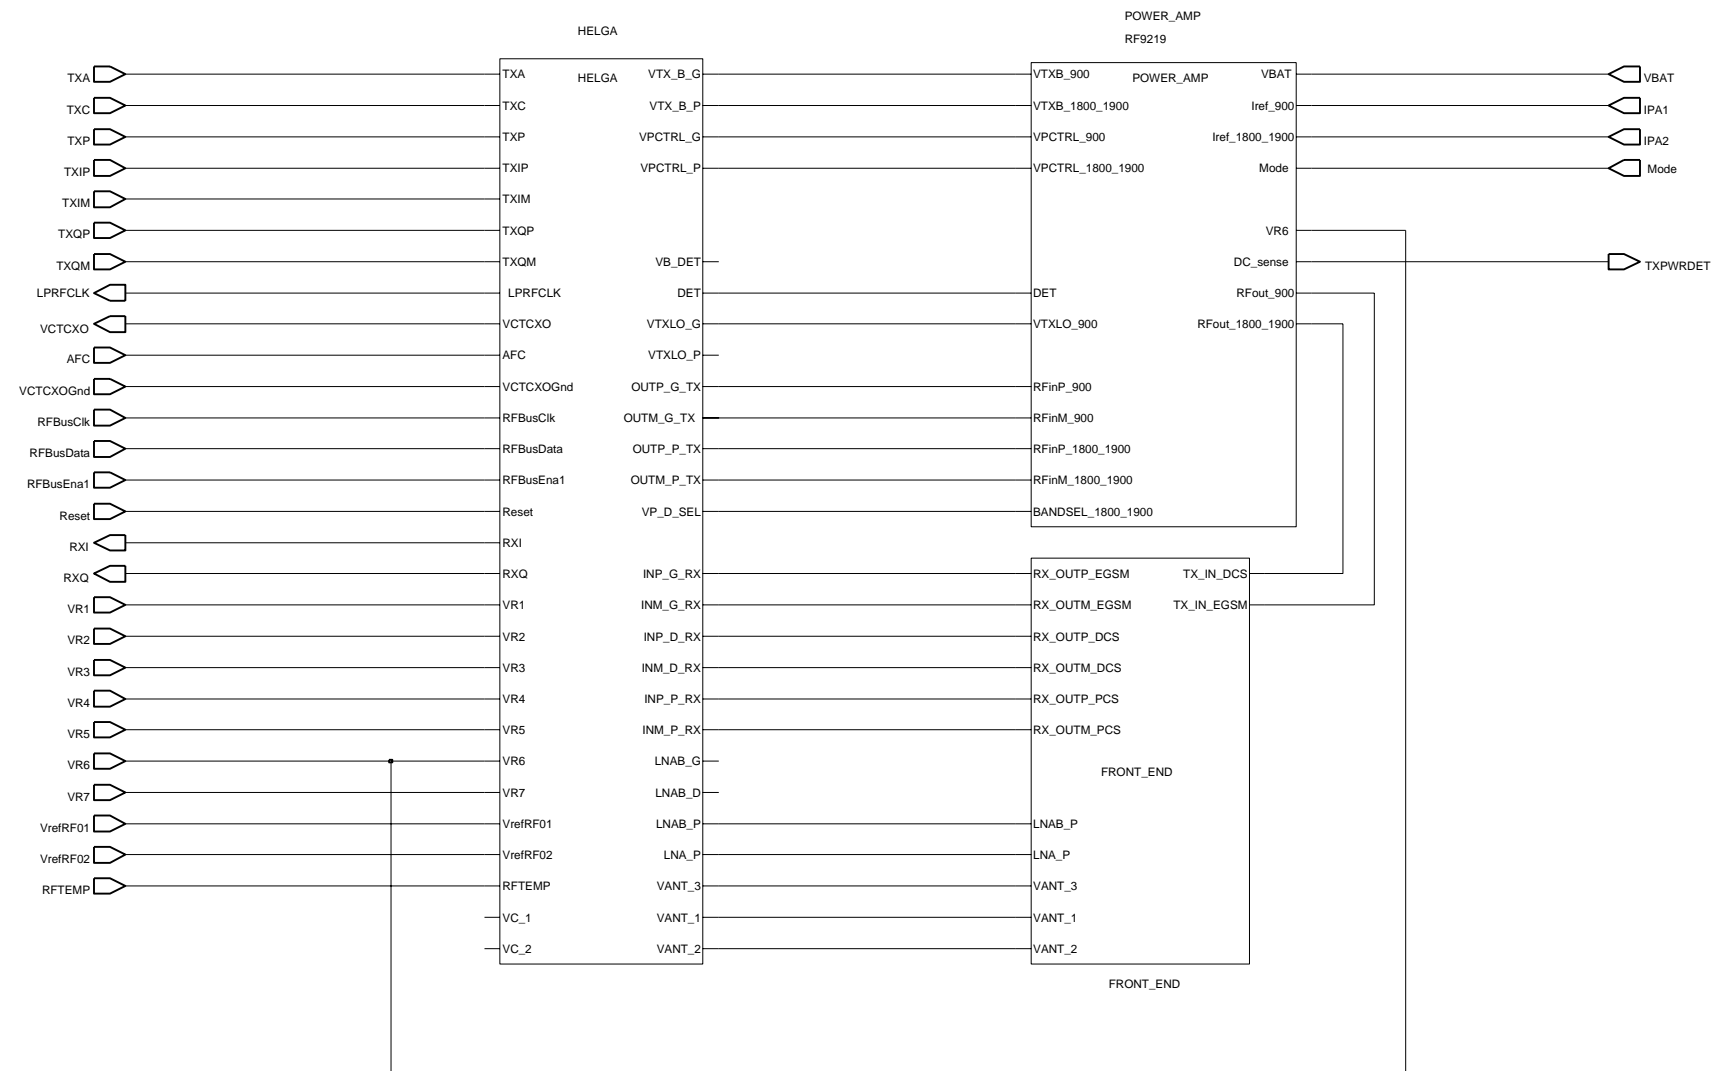 POWER_AMP
RF9219
HELGA
HELGA
POWER_AMP
TXA TXA VTX_B_G VTXB_900 VBAT VBAT
TXC TXC VTX_B_P VTXB_1800_1900 Iref_900 IPA1
TXP TXP VPCTRL_G VPCTRL_900 Iref_1800_1900 IPA2
TXIP TXIP VPCTRL_P VPCTRL_1800_1900 Mode Mode
TXIM TXIM
TXQP TXQP VR6
TXQM TXQM VB_DET DC_sense TXPWRDET
LPRFCLK LPRFCLK DET DET RFout_900
VCTCXO VCTCXO VTXLO_G VTXLO_900 RFout_1800_1900
AFC AFC VTXLO_P
VCTCXOGnd VCTCXOGnd OUTP_G_TX RFinP_900
RFBusClk RFBusClk OUTM_G_TX RFinM_900
RFBusData RFBusData OUTP_P_TX RFinP_1800_1900
RFBusEna1 RFBusEna1 OUTM_P_TX RFinM_1800_1900
Reset Reset VP_D_SEL BANDSEL_1800_1900
RXI RXI
RXQ RXQ INP_G_RX RX_OUTP_EGSM TX_IN_DCS
VR1 VR1 INM_G_RX RX_OUTM_EGSM TX_IN_EGSM
VR2 VR2 INP_D_RX RX_OUTP_DCS
VR3 VR3 INM_D_RX RX_OUTM_DCS
VR4 VR4 INP_P_RX RX_OUTP_PCS
VR5 VR5 INM_P_RX RX_OUTM_PCS
VR6 VR6 LNAB_G
FRONT_END
VR7 VR7 LNAB_D
VrefRF01 VrefRF01 LNAB_P LNAB_P
VrefRF02 VrefRF02 LNA_P LNA_P
RFTEMP RFTEMP VANT_3 VANT_3
VC_1 VANT_1 VANT_1
VC_2 VANT_2 VANT_2
FRONT_END